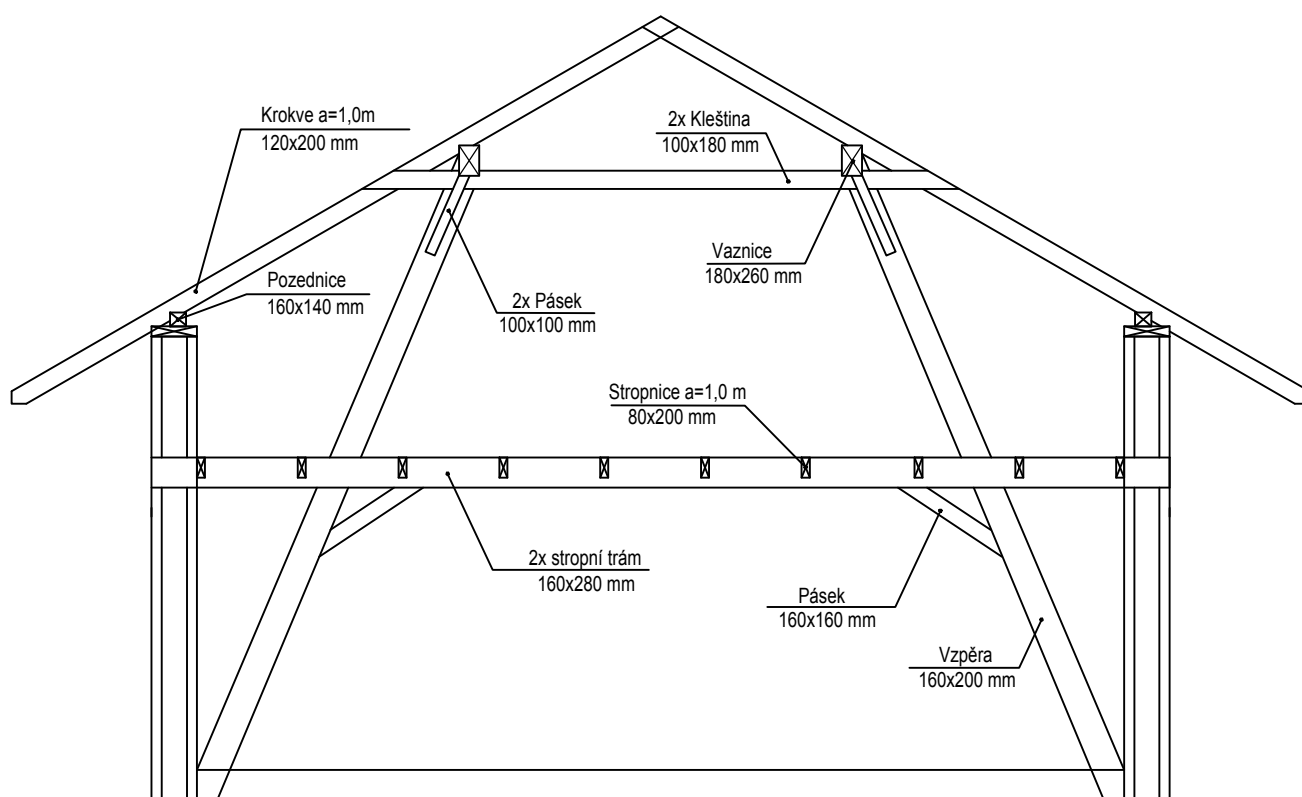 Krokve a=1,0m
120x200 mm
2x Kleština
100x180 mm
Vaznice
180x260 mm
Pozednice
160x140 mm
2x Pásek
100x100 mm
Stropnice a=1,0 m
80x200 mm
2x stropní trám
160x280 mm
Pásek
160x160 mm
Vzpěra
160x200 mm